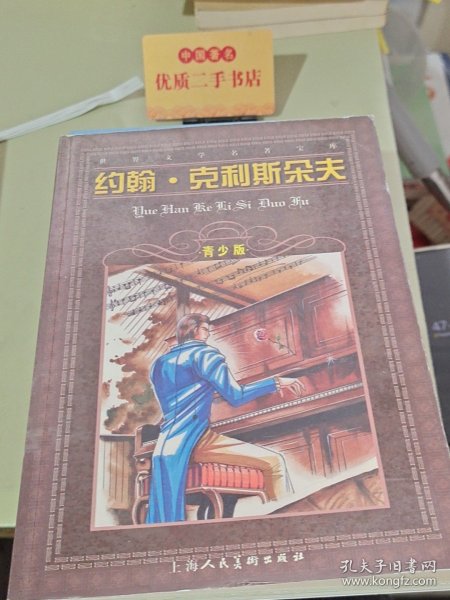 中国著名
优质二手书店
世界文学名著宝库
约翰·克利斯朵夫
Yue Han Ke Li Si Duo Fu
青少版
上海人民美術出版社
47
孔夫子旧书网
www.kongfz.com